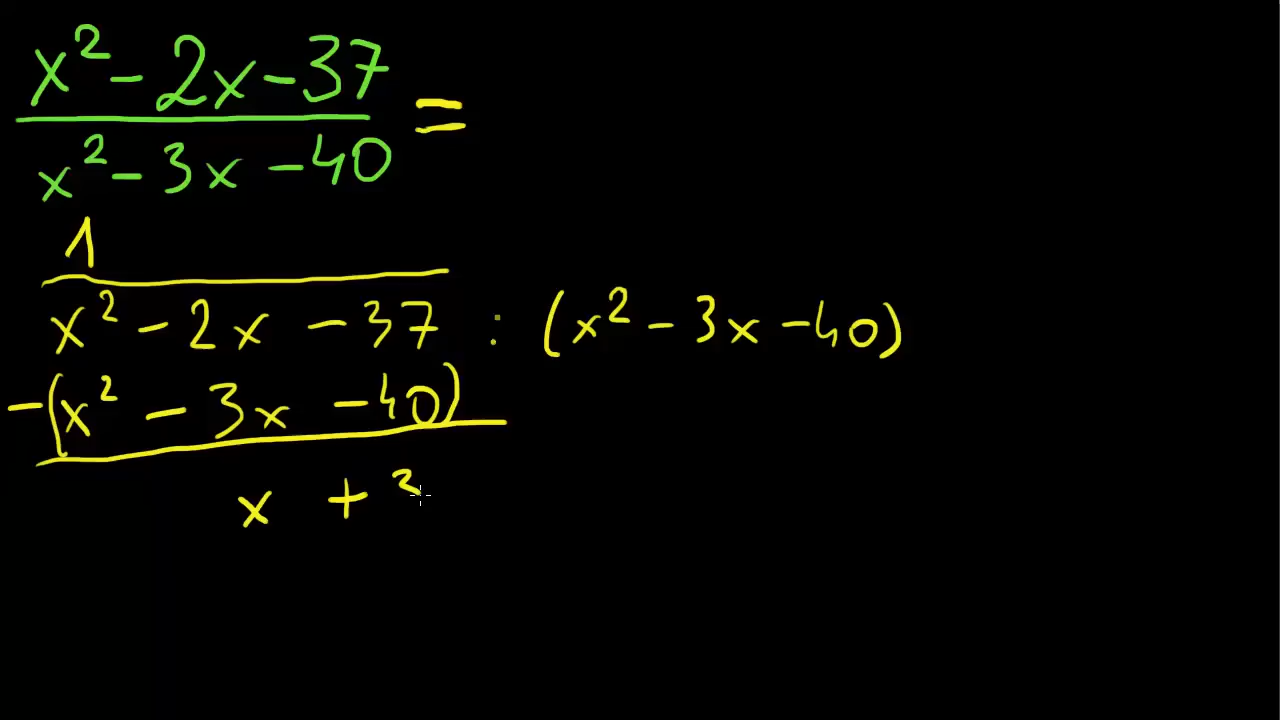 x² - 2x - 37
x² - 3x - 40
=
1
x² - 2x - 37 : (x² - 3x - 40)
-(x² - 3x - 40)
x + 3